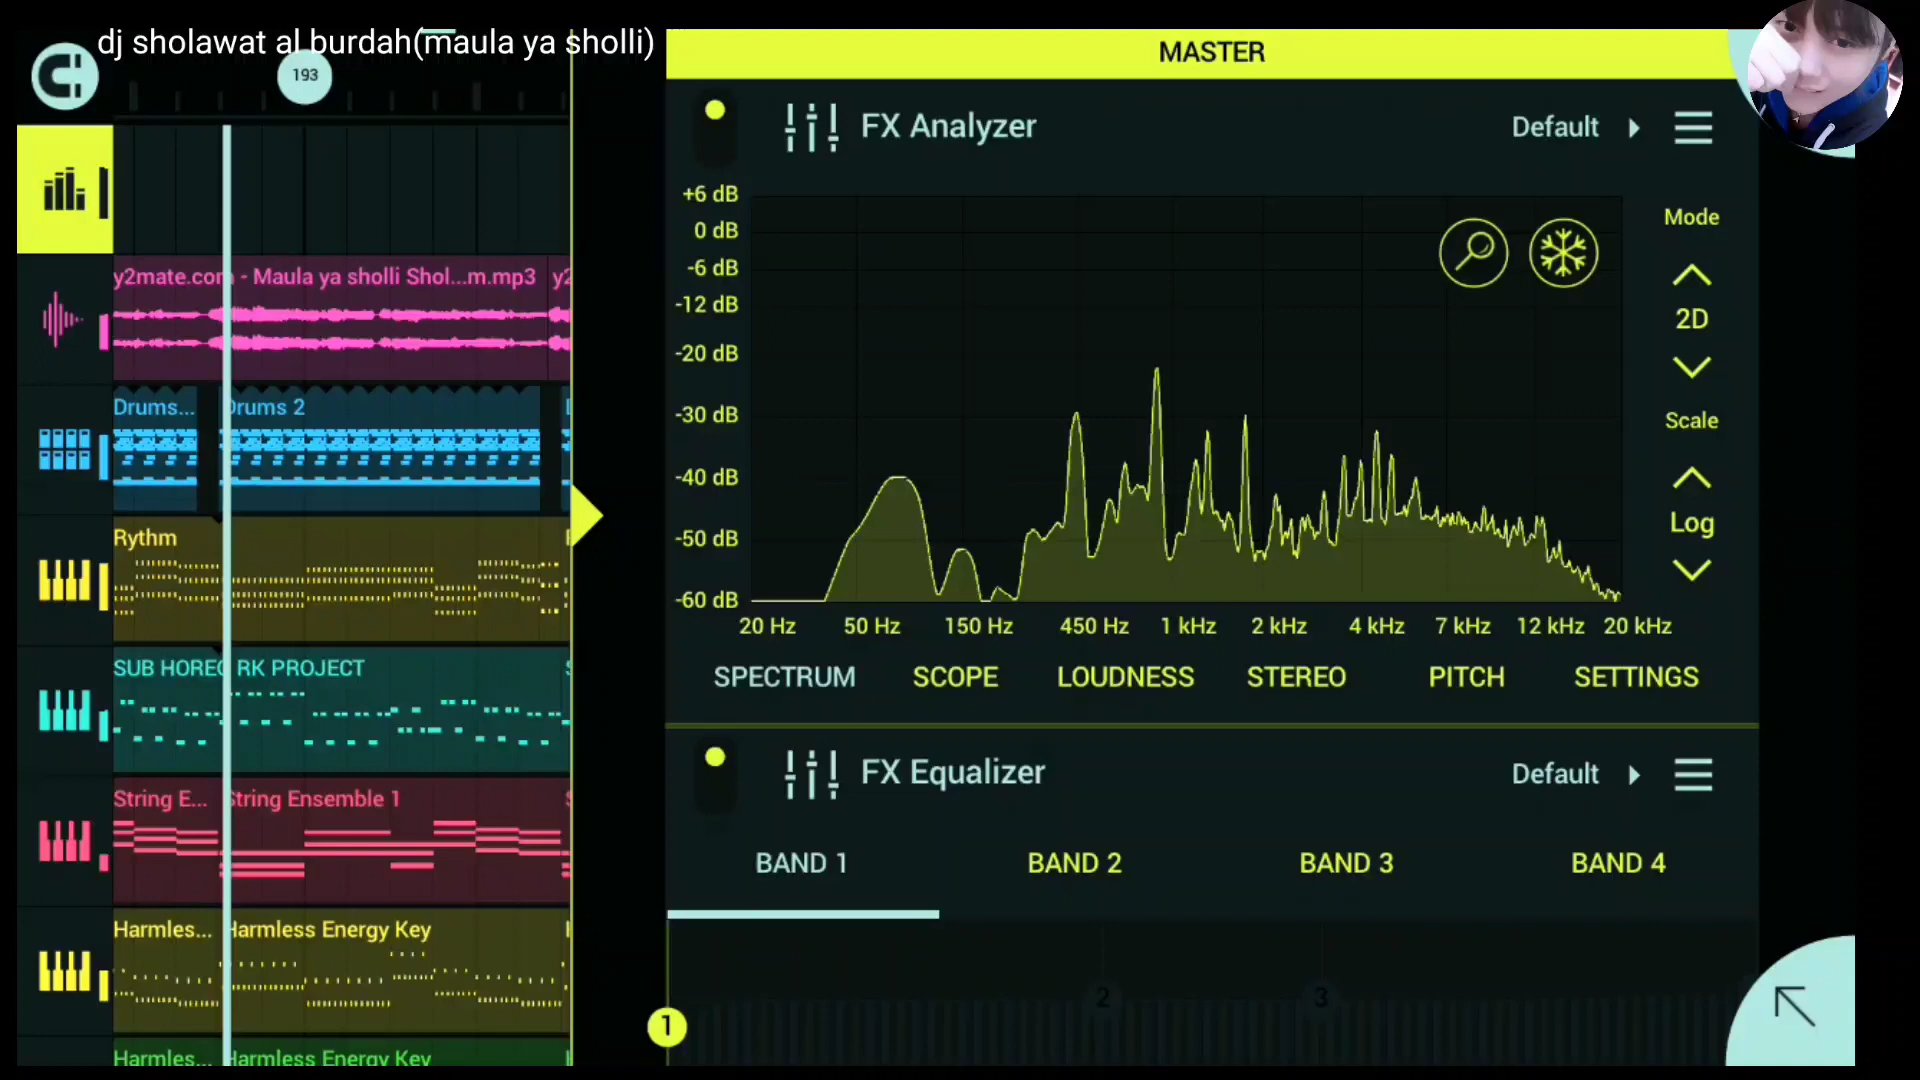 dj sholawat al burdah(maula ya sholli)
193
MASTER
FX Analyzer
Default
+6 dB
0 dB
-6 dB
-12 dB
-20 dB
-30 dB
-40 dB
-50 dB
-60 dB
20 Hz 50 Hz 150 Hz 450 Hz 1 kHz 2 kHz 4 kHz 7 kHz 12 kHz 20 kHz
Mode
2D
Scale
Log
SPECTRUM SCOPE LOUDNESS STEREO PITCH SETTINGS
y2mate.com - Maula ya sholli Shol...m.mp3 y2
Drums... Drums 2
Rythm
SUB HOREG RK PROJECT
String E... String Ensemble 1
Harmles... Harmless Energy Key
Harmles... Harmless Energy Key
FX Equalizer
Default
BAND 1 BAND 2 BAND 3 BAND 4
2 3
1